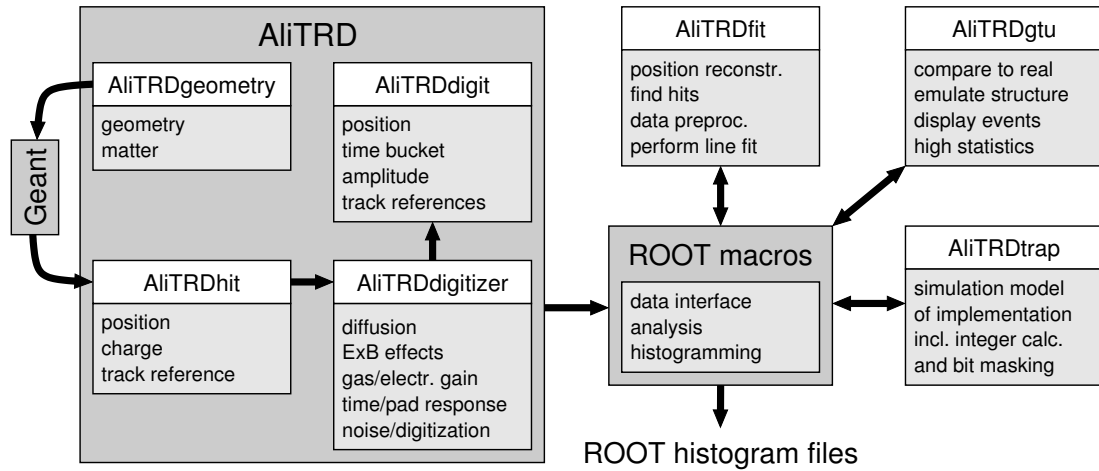 AliTRD
AliTRDgeometry
geometry
matter
AliTRDdigit
position
time bucket
amplitude
track references
Geant
AliTRDhit
position
charge
track reference
AliTRDdigitizer
diffusion
ExB effects
gas/electr. gain
time/pad response
noise/digitization
AliTRDfit
position reconstr.
find hits
data preproc.
perform line fit
AliTRDgtu
compare to real
emulate structure
display events
high statistics
ROOT macros
data interface
analysis
histogramming
AliTRDtrap
simulation model
of implementation
incl. integer calc.
and bit masking
ROOT histogram files